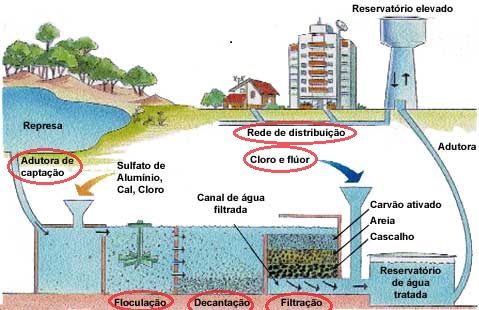 Reservatório elevado
Represa
Rede de distribuição
Adutora de
captação
Sulfato de
Alumínio,
Cal, Cloro
Cloro e flúor
Adutora
Canal de água
filtrada
Carvão ativado
Areia
Cascalho
Reservatório
de água
tratada
Floculação
Decantação
Filtração